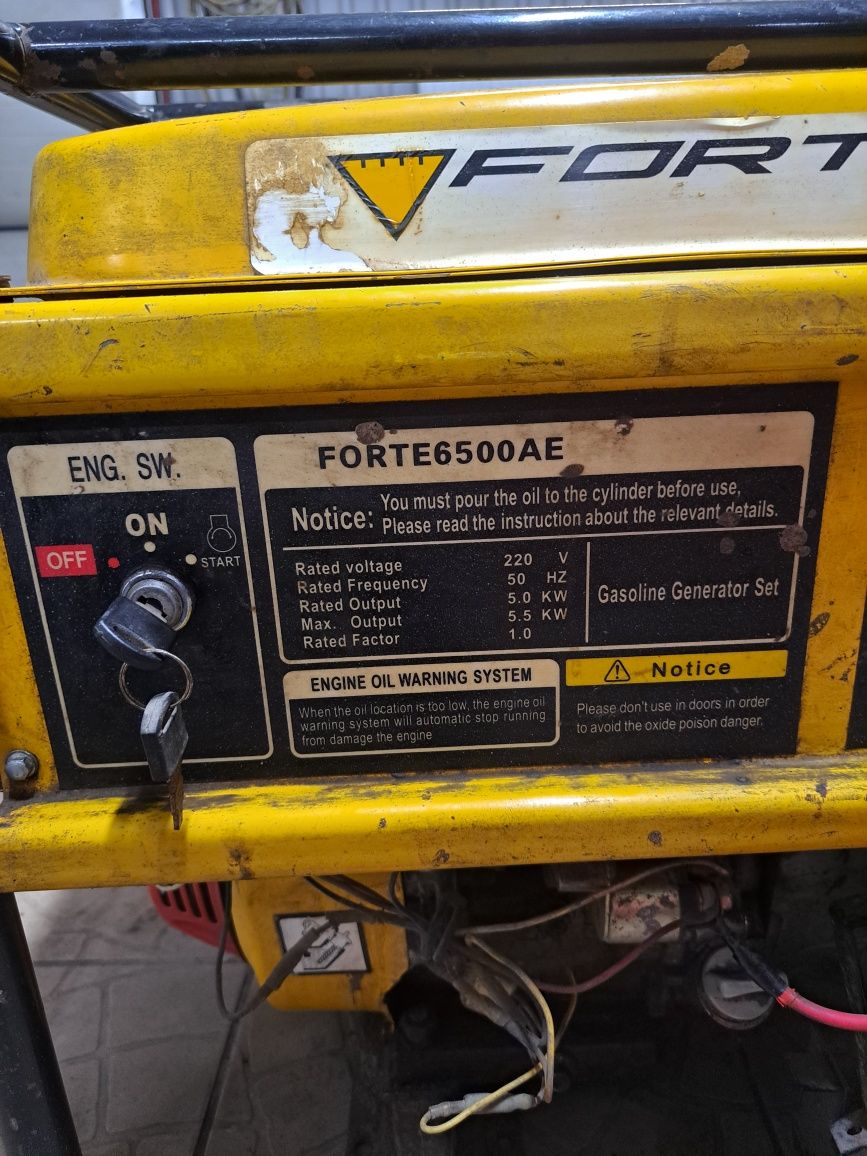 FORT
ENG. SW.
ON
OFF
START
FORTE6500AE
Notice: You must pour the oil to the cylinder before use,
Please read the instruction about the relevant details.
Rated voltage 220 V
Rated Frequency 50 HZ
Rated Output 5.0 KW
Max. Output 5.5 KW
Rated Factor 1.0
Gasoline Generator Set
ENGINE OIL WARNING SYSTEM
When the oil location is too low, the engine oil
warning system will automatic stop running
from damage the engine
Notice
Please don't use in doors in order
to avoid the oxide poison danger.